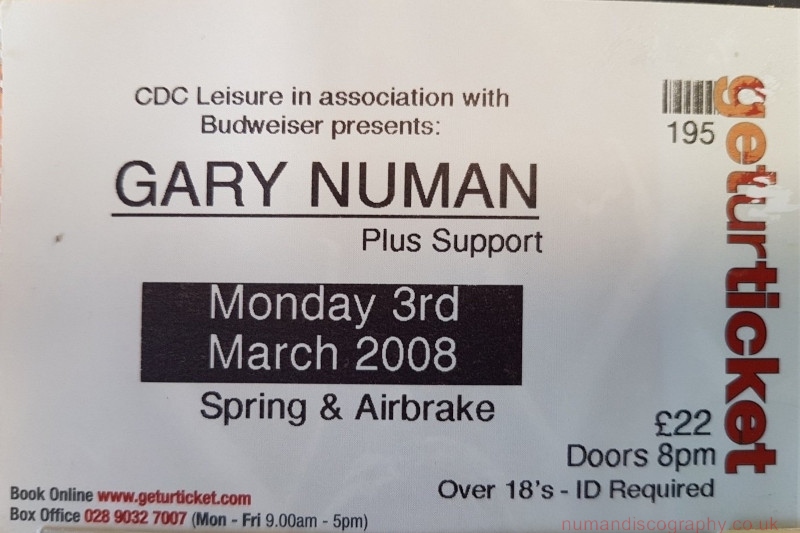 CDC Leisure in association with
Budweiser presents:
GARY NUMAN
Plus Support
Monday 3rd
March 2008
Spring & Airbrake
195
geturticket
£22
Doors 8pm
Over 18's - ID Required
Book Online www.geturticket.com
Box Office 028 9032 7007 (Mon - Fri 9.00am - 5pm)
numandiscography.co.uk